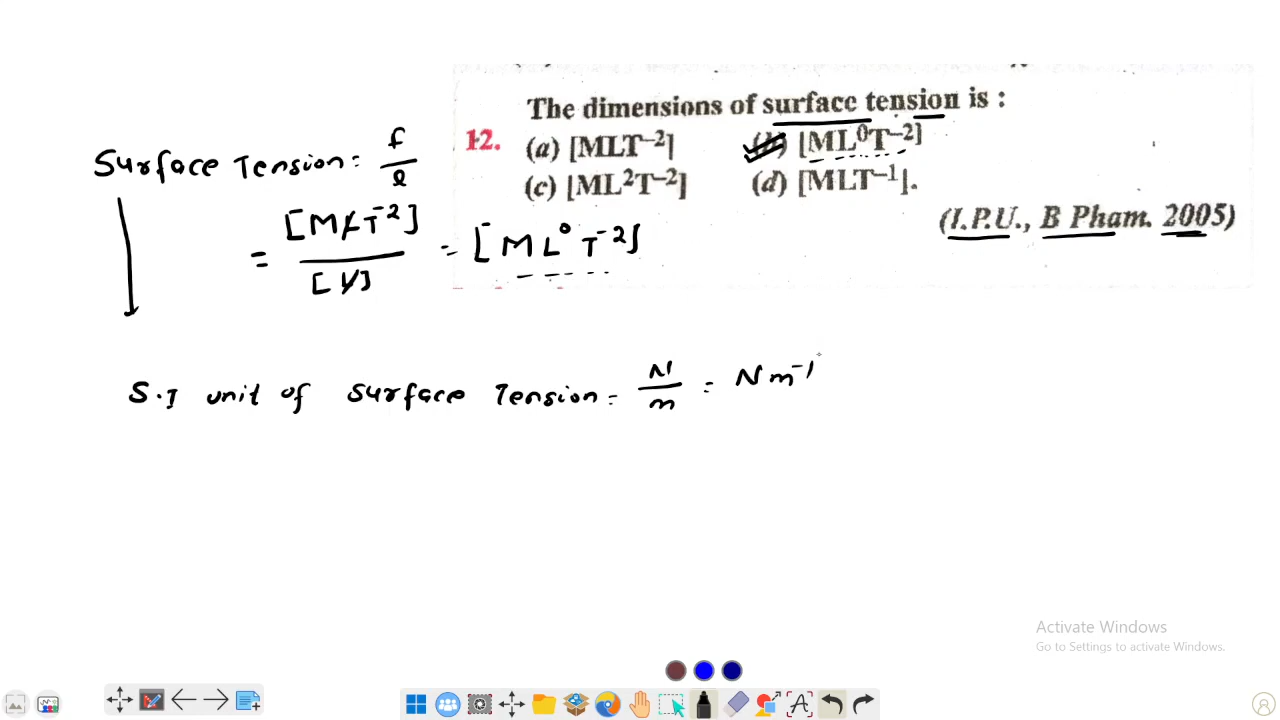 The dimensions of surface tension is :
12. (a) [MLT⁻²] (b) [ML⁰T⁻²]
(c) [ML²T⁻²] (d) [MLT⁻¹].
(I.P.U., B Pham. 2005)
Surface Tension = f/l
= [MLT⁻²]/[L] = [ML⁰T⁻²]
S.I unit of Surface Tension = N/m = Nm⁻¹
Activate Windows
Go to Settings to activate Windows.